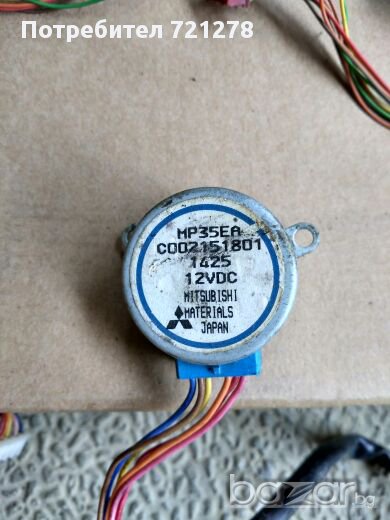 Потребител 721278
MP35EA
C002151801
1425
12VDC
MITSUBISHI
MATERIALS
JAPAN
bazar.bg